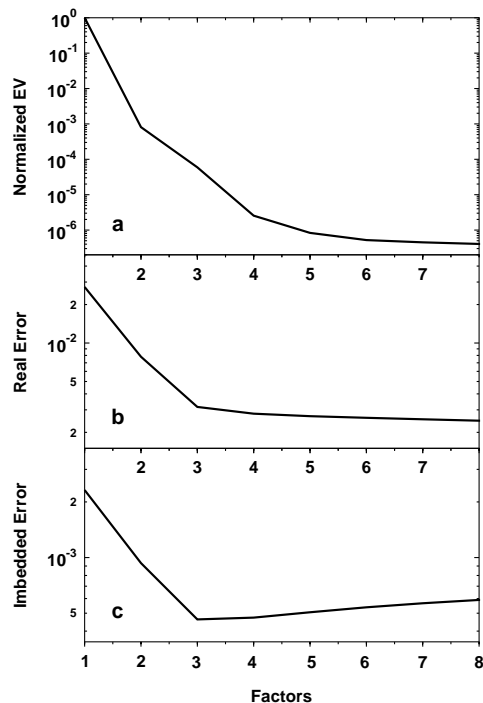 10^0
10^-1
10^-2
10^-3
10^-4
10^-5
10^-6
Normalized EV
a
2 3 4 5 6 7
2
10^-2
5
2
Real Error
b
2 3 4 5 6 7
2
10^-3
5
Imbedded Error
c
1 2 3 4 5 6 7 8
Factors